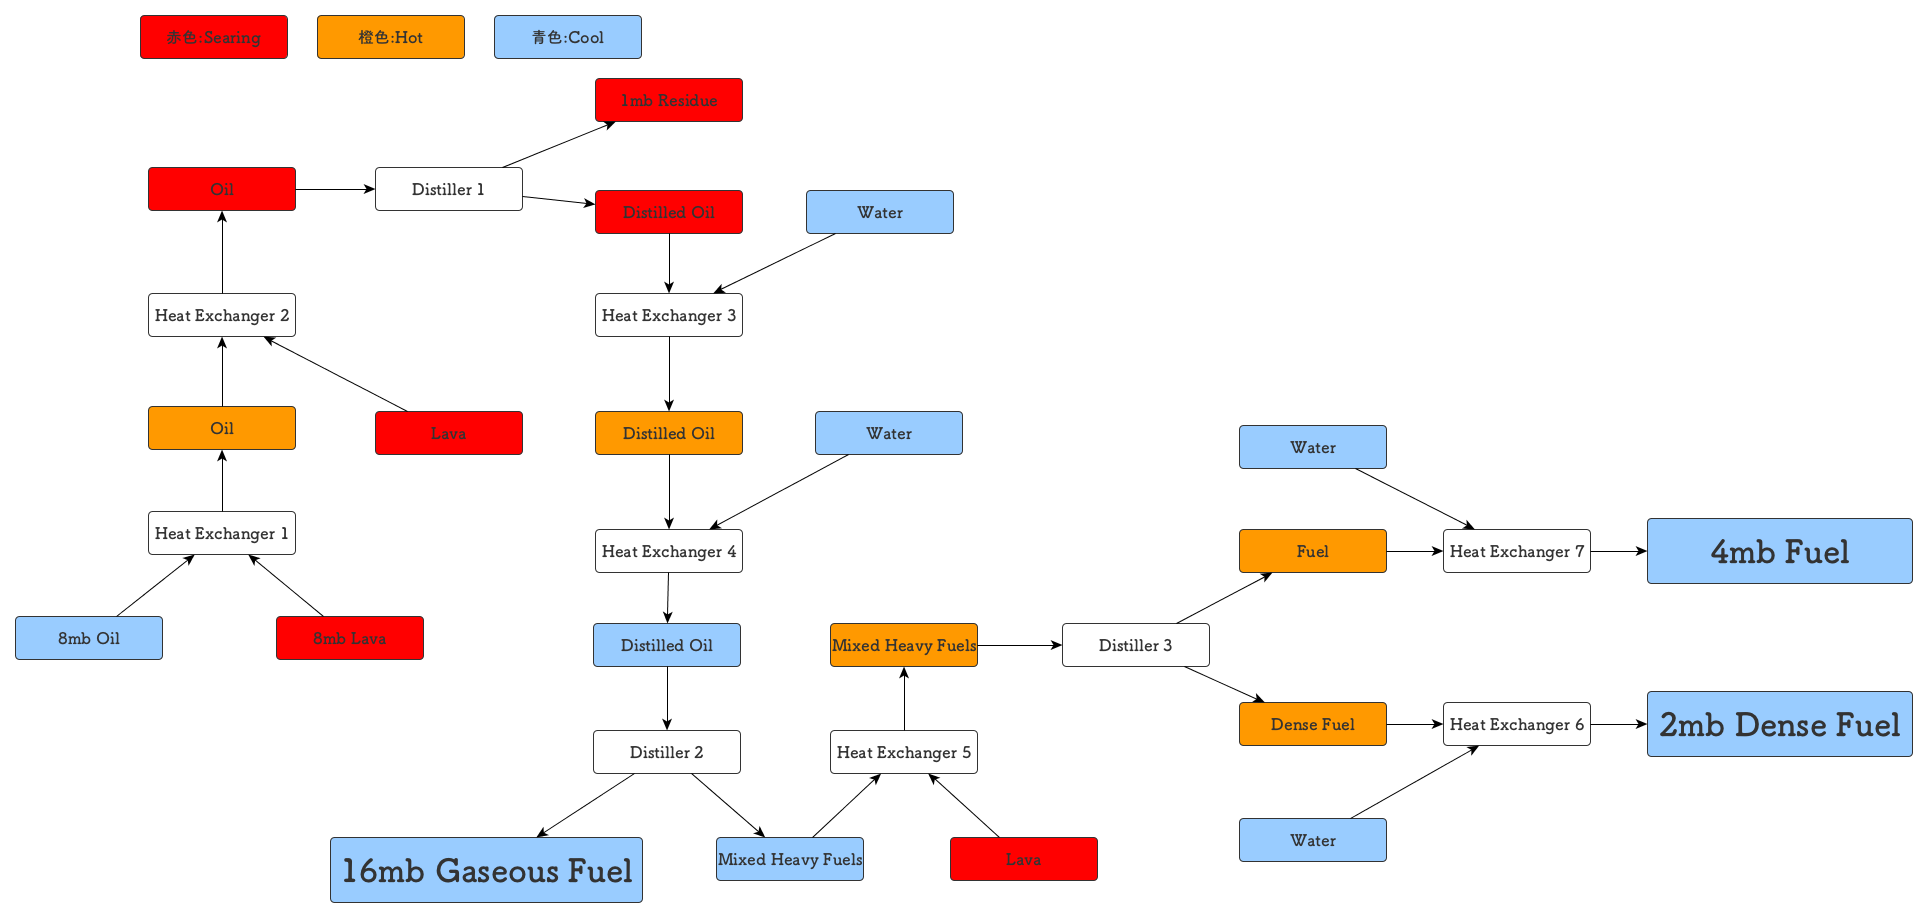 赤色:Searing
橙色:Hot
青色:Cool
1mb Residue
Oil
Distiller 1
Distilled Oil
Water
Heat Exchanger 2
Heat Exchanger 3
Oil
Lava
Distilled Oil
Water
Water
Heat Exchanger 1
Heat Exchanger 4
Fuel
Heat Exchanger 7
4mb Fuel
8mb Oil
8mb Lava
Distilled Oil
Mixed Heavy Fuels
Distiller 3
Dense Fuel
Heat Exchanger 6
2mb Dense Fuel
Distiller 2
Heat Exchanger 5
Water
16mb Gaseous Fuel
Mixed Heavy Fuels
Lava